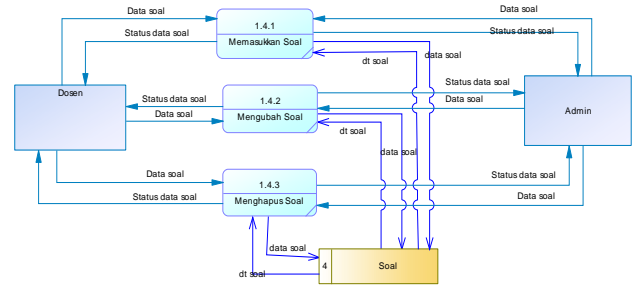 Data soal
Data soal
1.4.1
Memasukkan Soal
Status data soal
Status data soal
dt soal
data soal
Dosen
Status data soal
1.4.2
Mengubah Soal
Status data soal
Data soal
Data soal
Admin
dt soal
data soal
Data soal
1.4.3
Menghapus Soal
Status data soal
Status data soal
Data soal
data soal
dt soal
4
Soal